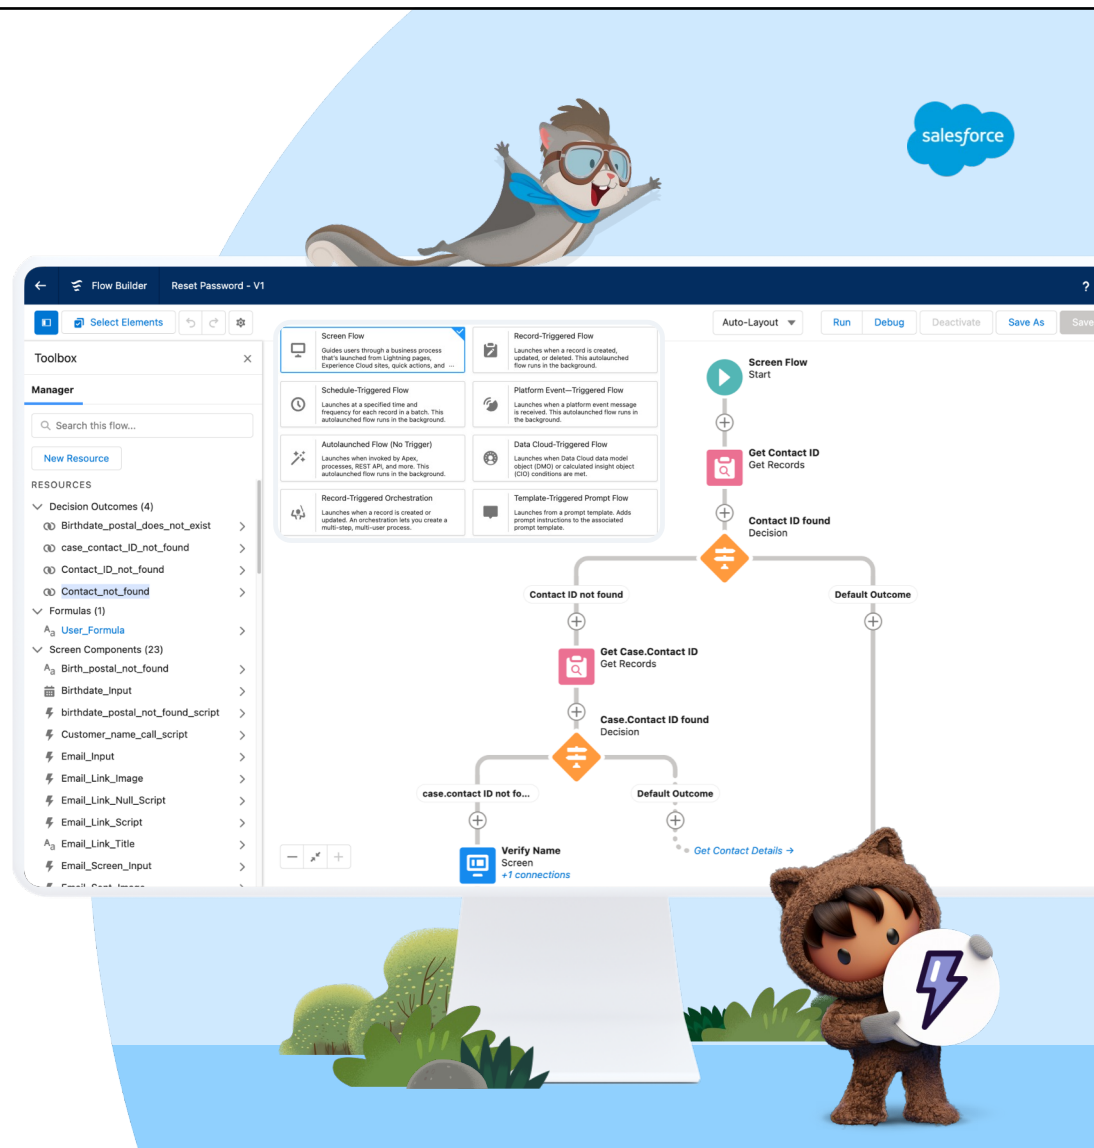 salesforce
Flow Builder
Reset Password - V1
?
Select Elements
Auto-Layout
Run
Debug
Deactivate
Save As
Save
Toolbox
Manager
Search this flow...
New Resource
RESOURCES
Decision Outcomes (4)
Birthdate_postal_does_not_exist
case_contact_ID_not_found
Contact_ID_not_found
Contact_not_found
Formulas (1)
Aa User_Formula
Screen Components (23)
Aa Birth_postal_not_found
Birthdate_Input
birthdate_postal_not_found_script
Customer_name_call_script
Email_Input
Email_Link_Image
Email_Link_Null_Script
Email_Link_Script
Aa Email_Link_Title
Email_Screen_Input
Email_Sent_Image
Screen Flow
Guides users through a business process
that's launched from Lightning pages,
Experience Cloud sites, quick actions, and ...
Record-Triggered Flow
Launches when a record is created,
updated, or deleted. This autolaunched
flow runs in the background.
Schedule-Triggered Flow
Launches at a specified time and
frequency for each record in a batch. This
autolaunched flow runs in the background.
Platform Event—Triggered Flow
Launches when a platform event message
is received. This autolaunched flow runs in
the background.
Autolaunched Flow (No Trigger)
Launches when invoked by Apex,
processes, REST API, and more. This
autolaunched flow runs in the background.
Data Cloud-Triggered Flow
Launches when Data Cloud data model
object (DMO) or calculated insight object
(CIO) conditions are met.
Record-Triggered Orchestration
Launches when a record is created or
updated. An orchestration lets you create a
multi-step, multi-user process.
Template-Triggered Prompt Flow
Launches from a prompt template. Adds
prompt instructions to the associated
prompt template.
Screen Flow
Start
Get Contact ID
Get Records
Contact ID found
Decision
Contact ID not found
Default Outcome
Get Case.Contact ID
Get Records
Case.Contact ID found
Decision
case.contact ID not fo...
Default Outcome
Verify Name
Screen
+1 connections
Get Contact Details →